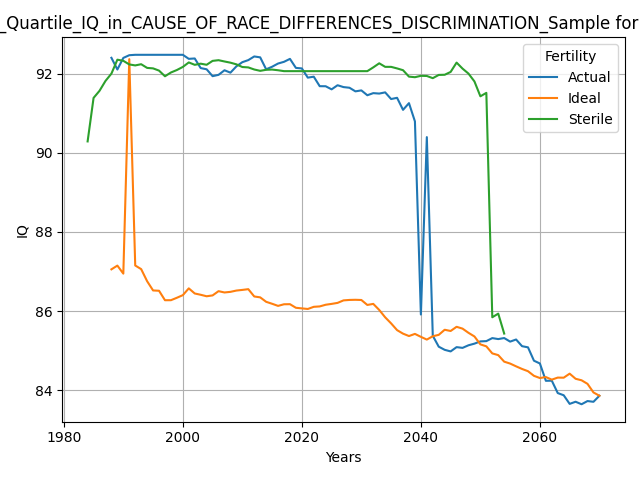 _Quartile_IQ_in_CAUSE_OF_RACE_DIFFERENCES_DISCRIMINATION_Sample for
Fertility
Actual
Ideal
Sterile
92
90
88
86
84
IQ
1980
2000
2020
2040
2060
Years